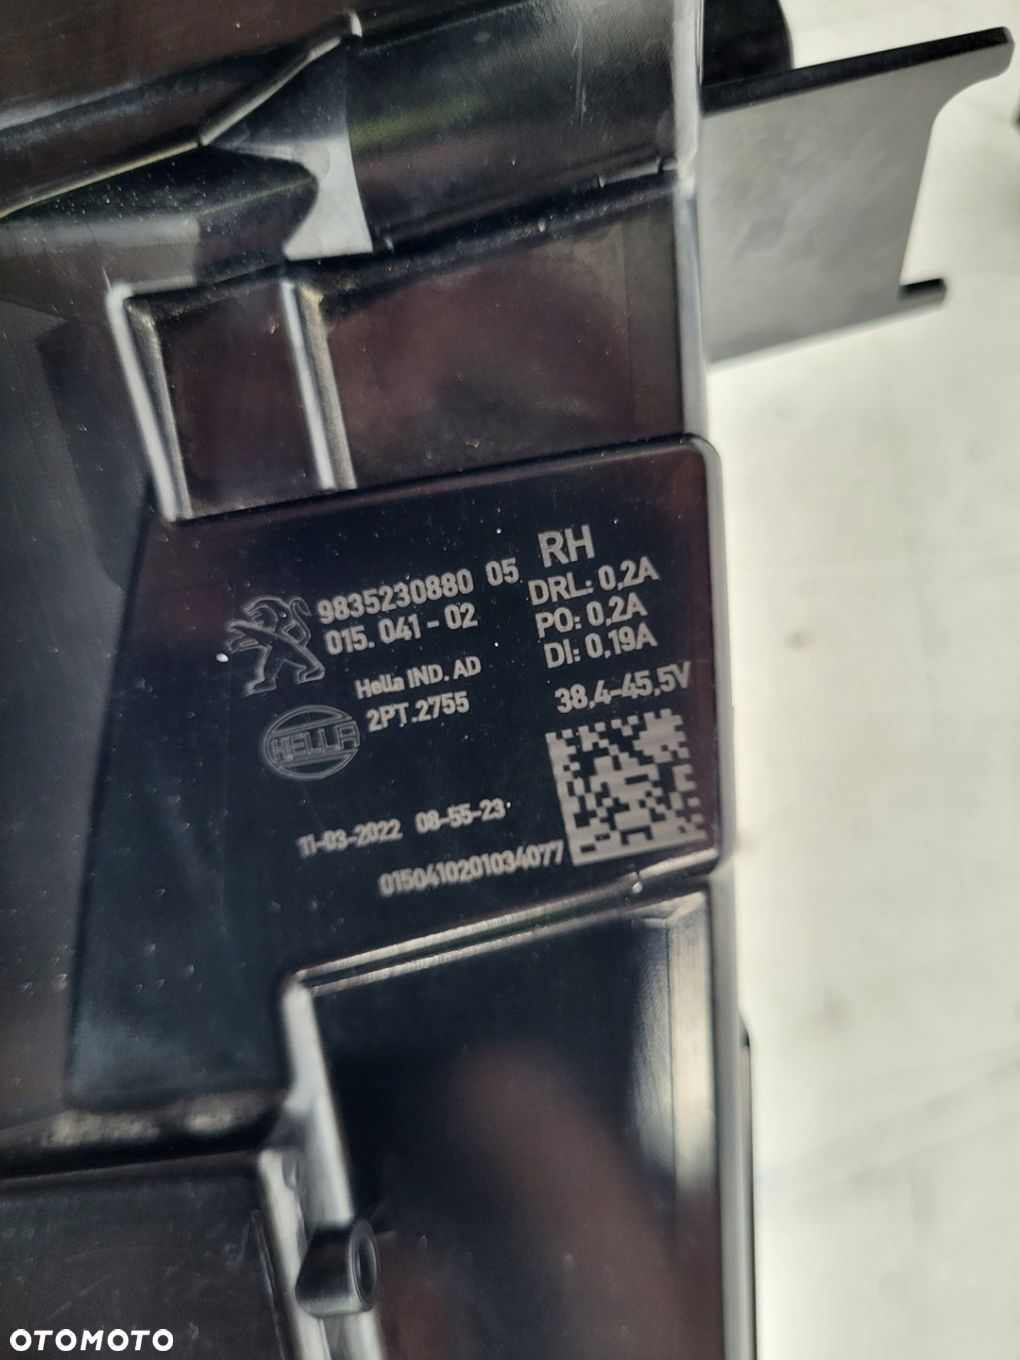 9835230880 05 RH
015.041-02
DRL: 0,2A
PO: 0,2A
DI: 0,19A
Hella IND. AD
2PT.2755
38,4-45,5V
HELLA
11-03-2022 08-55-23
0150410201034077
OTOMOTO